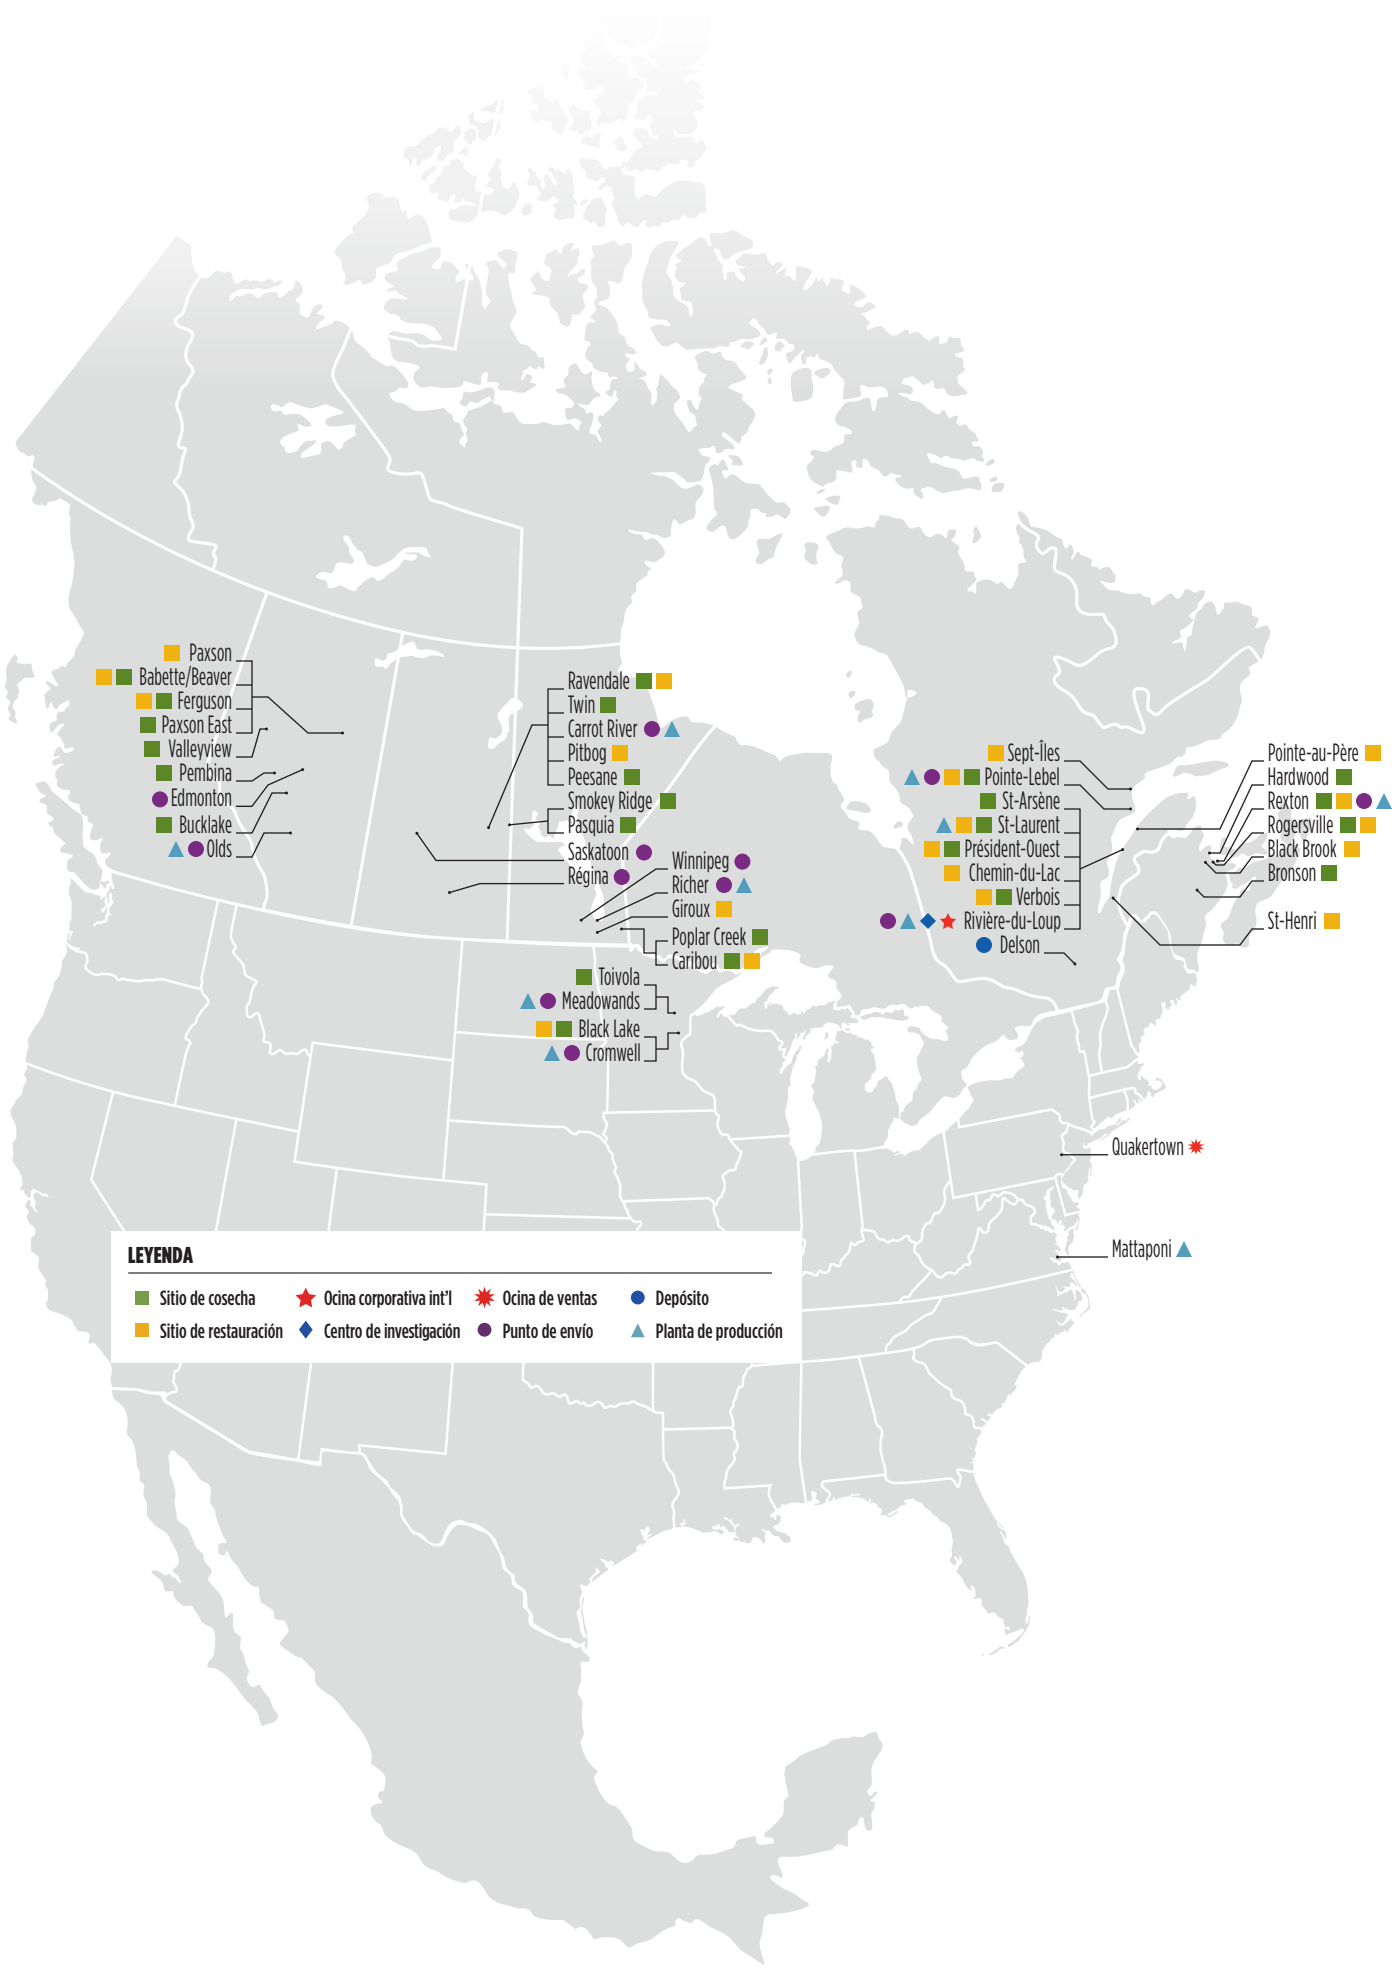 Paxson
Babette/Beaver
Ferguson
Paxson East
Valleyview
Pembina
Edmonton
Bucklake
Olds
Ravendale
Twin
Carrot River
Pitbog
Peesane
Smokey Ridge
Pasquia
Saskatoon
Régina
Winnipeg
Richer
Giroux
Poplar Creek
Caribou
Toivola
Meadowands
Black Lake
Cromwell
Sept-Îles
Pointe-Lebel
St-Arsène
St-Laurent
Président-Ouest
Chemin-du-Lac
Verbois
Rivière-du-Loup
Delson
Pointe-au-Père
Hardwood
Rexton
Rogersville
Black Brook
Bronson
St-Henri
Quakertown
Mattaponi
LEYENDA
Sitio de cosecha
Ocina corporativa int'l
Ocina de ventas
Depósito
Sitio de restauración
Centro de investigación
Punto de envío
Planta de producción